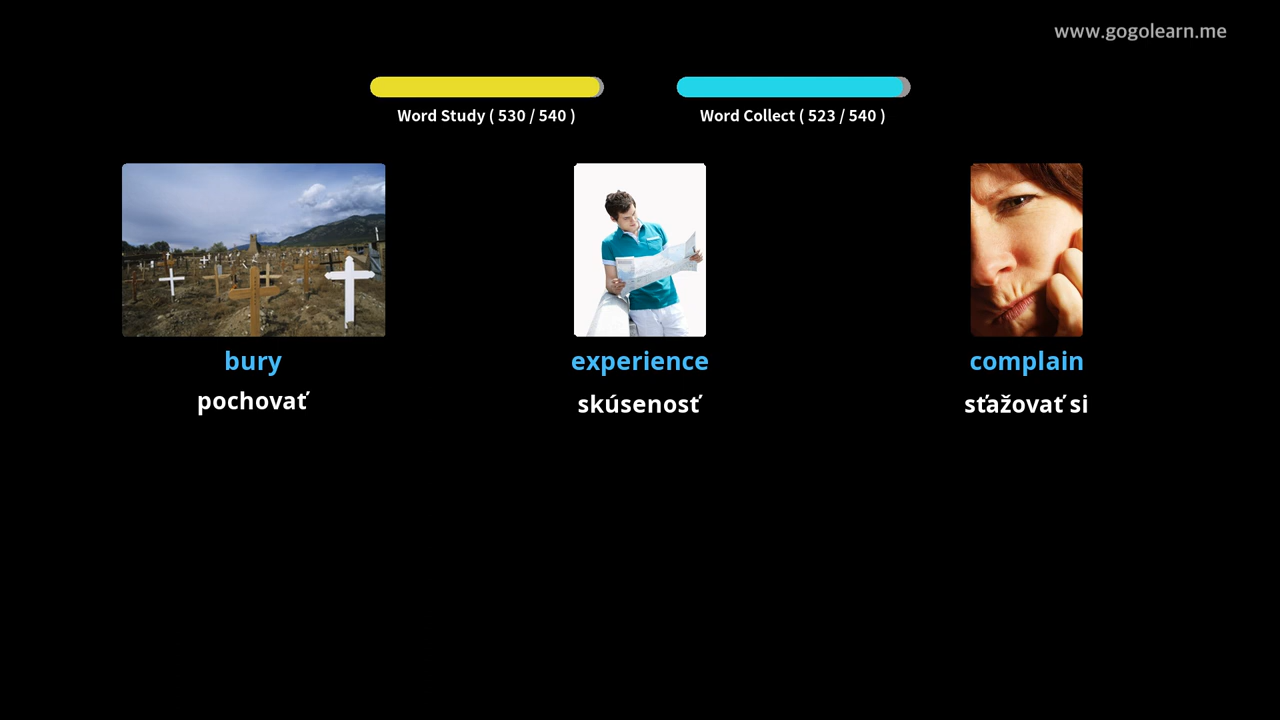 www.gogolearn.me
Word Study ( 530 / 540 )
Word Collect ( 523 / 540 )
bury
experience
complain
pochovať
skúsenosť
sťažovať si